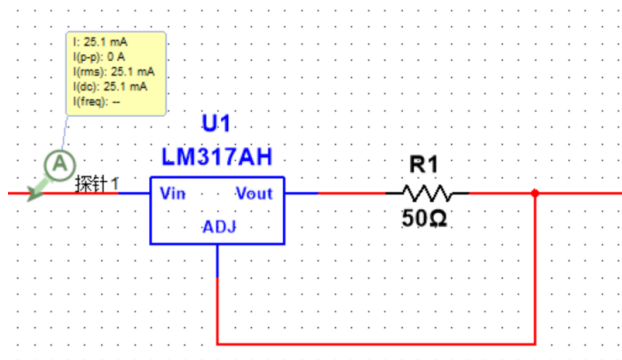 I: 25.1 mA
I(p-p): 0 A
I(rms): 25.1 mA
I(dc): 25.1 mA
I(freq): --
A
探针1
U1
LM317AH
Vin
Vout
ADJ
R1
50Ω